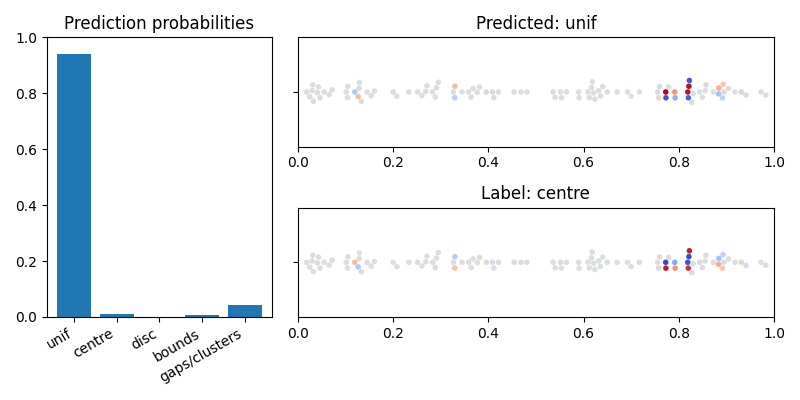 Prediction probabilities
1.0
0.8
0.6
0.4
0.2
0.0
unif
centre
disc
bounds
gaps/clusters
Predicted: unif
0.0 0.2 0.4 0.6 0.8 1.0
Label: centre
0.0 0.2 0.4 0.6 0.8 1.0